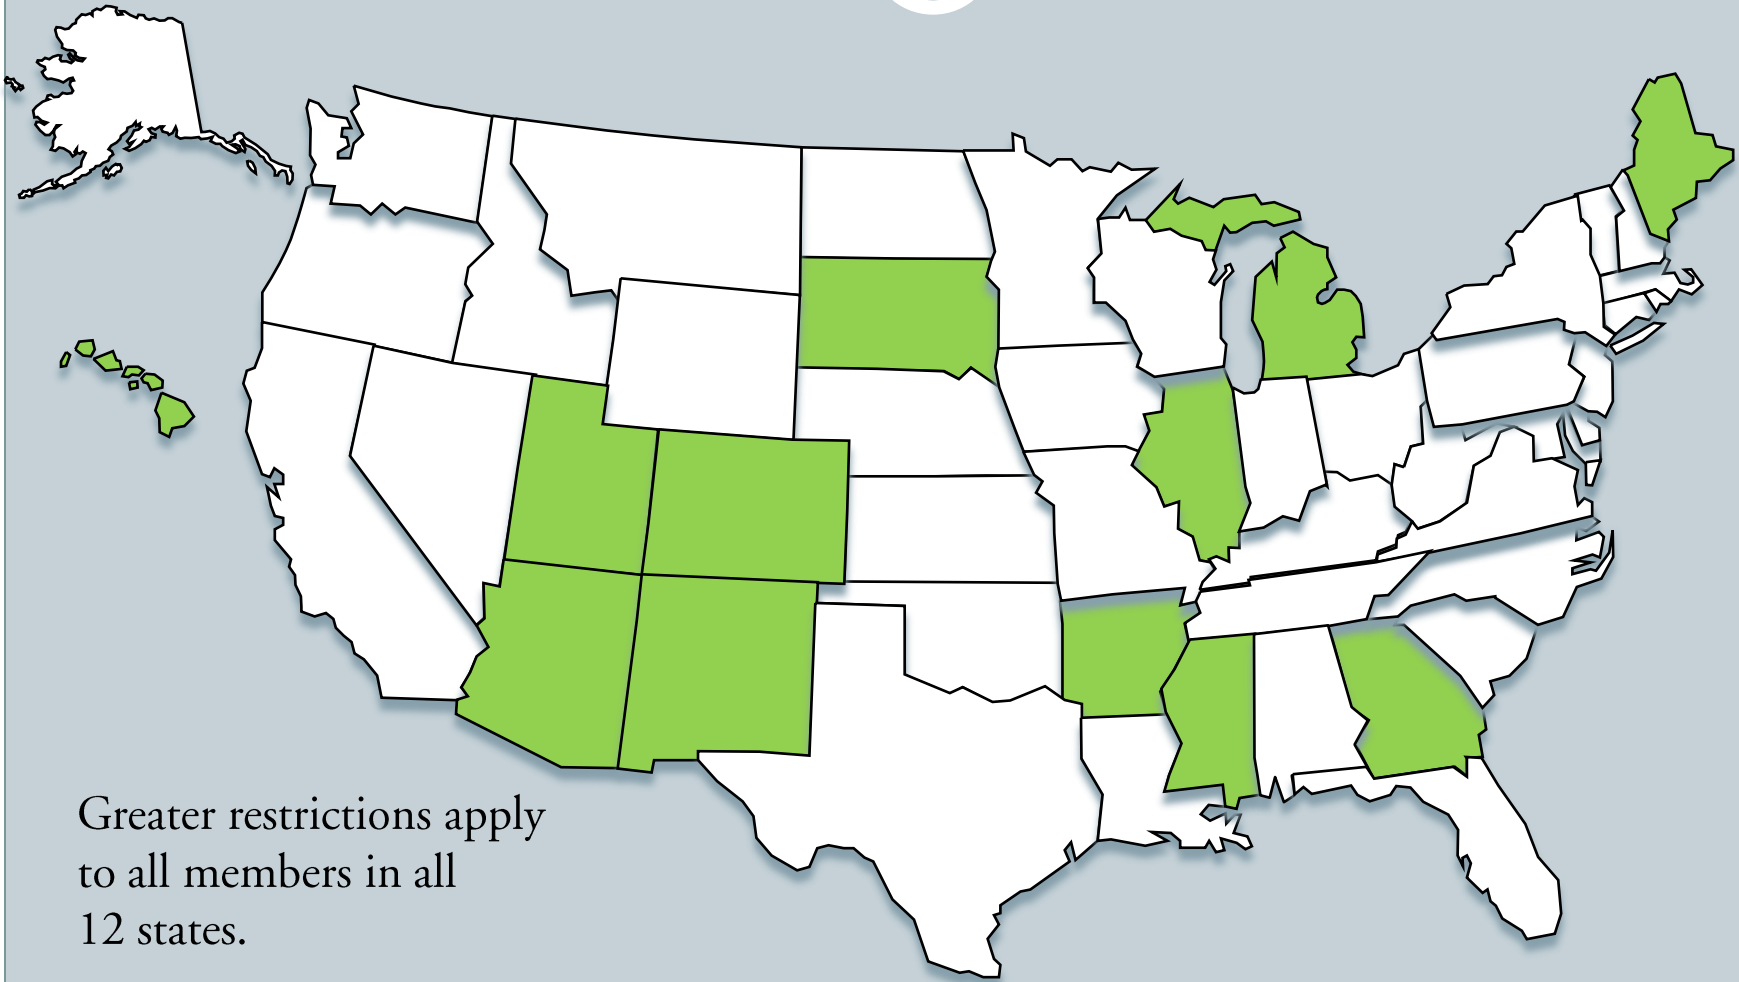 Greater restrictions apply
to all members in all
12 states.